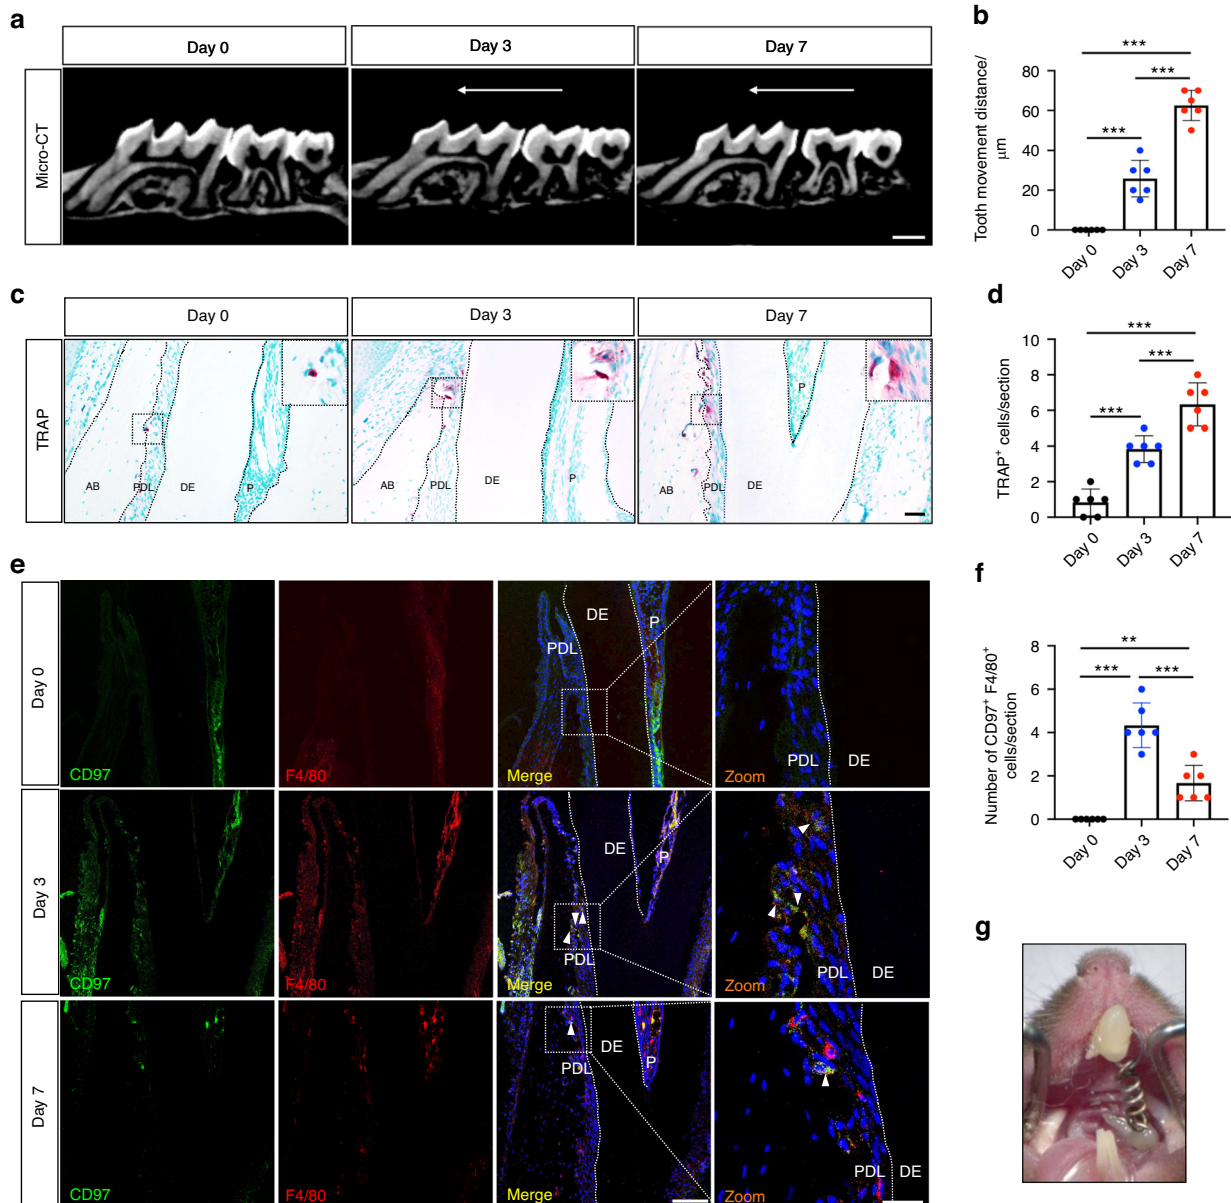 a
Day 0
Day 3
Day 7
Micro-CT
b
***
***
***
Tooth movement distance/
μm
80
60
40
20
0
Day 0
Day 3
Day 7
c
Day 0
Day 3
Day 7
TRAP
AB
PDL
DE
P
AB
PDL
DE
P
AB
PDL
DE
P
d
***
***
***
TRAP⁺ cells/section
10
8
6
4
2
0
Day 0
Day 3
Day 7
e
Day 0
CD97
F4/80
PDL
DE
P
Merge
PDL
DE
Zoom
Day 3
CD97
F4/80
DE
P
PDL
Merge
PDL
DE
Zoom
Day 7
CD97
F4/80
DE
P
PDL
Merge
PDL
DE
Zoom
f
**
***
***
Number of CD97⁺ F4/80⁺
cells/section
8
6
4
2
0
Day 0
Day 3
Day 7
g